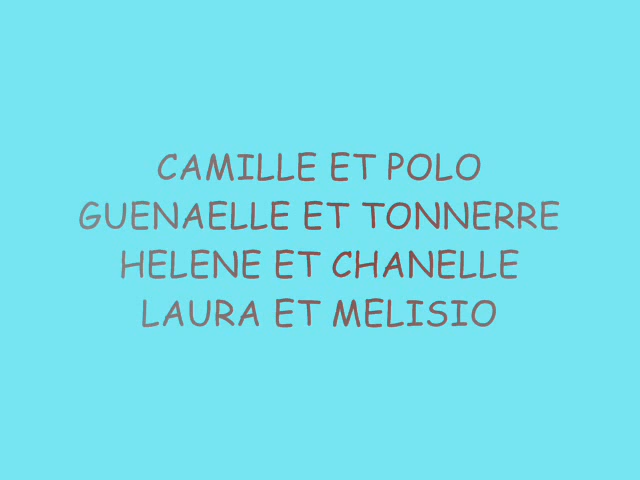 CAMILLE ET POLO
GUENAELLE ET TONNERRE
HELENE ET CHANELLE
LAURA ET MELISIO